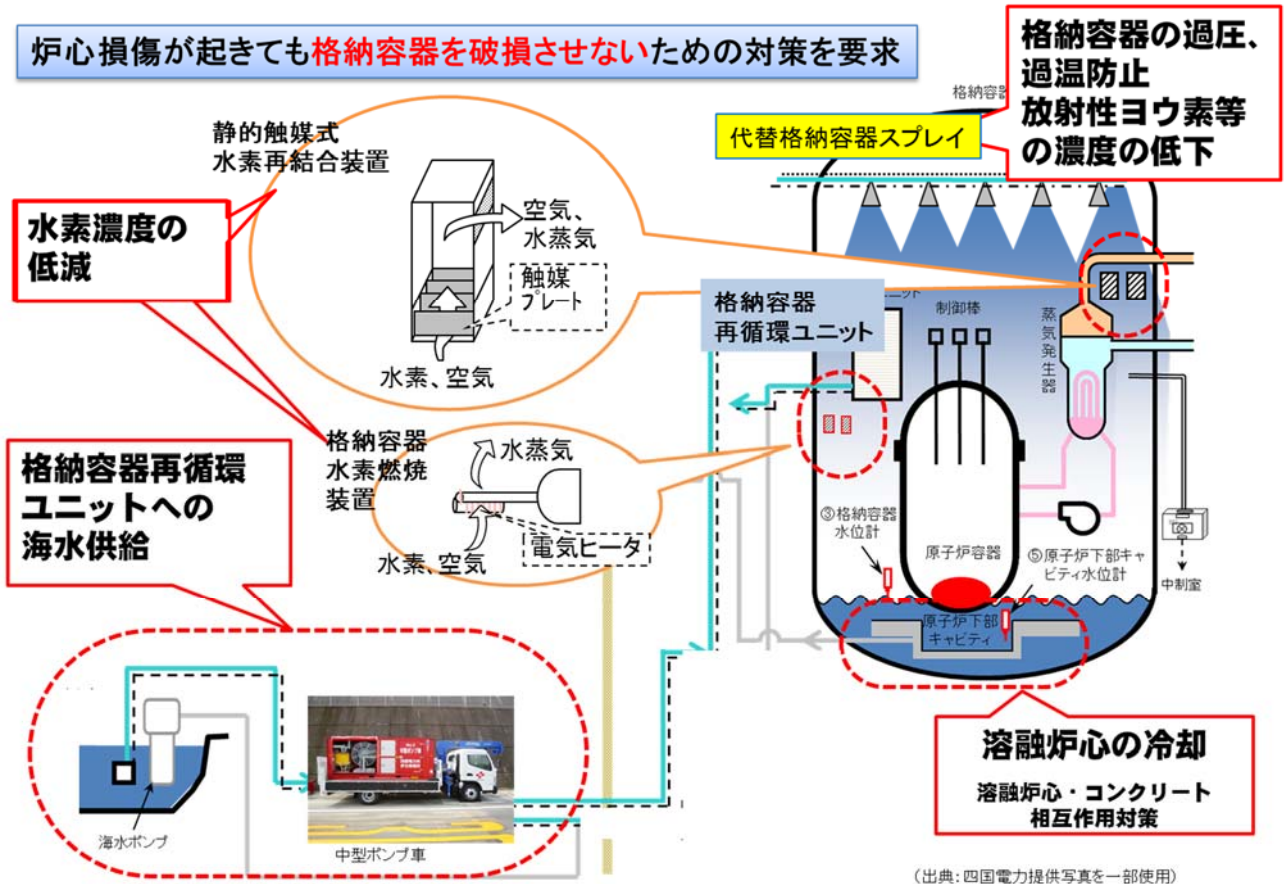 炉心損傷が起きても格納容器を破損させないための対策を要求
格納容器の過圧、
過温防止
放射性ヨウ素等
の濃度の低下
格納容器
代替格納容器スプレイ
静的触媒式
水素再結合装置
空気、
水蒸気
触媒
プレート
水素、空気
水素濃度の
低減
格納容器
再循環ユニット
ニット
制御棒
蒸気発生器
格納容器
水素燃焼
装置
水蒸気
電気ヒータ
水素、空気
格納容器再循環
ユニットへの
海水供給
③格納容器
水位計
原子炉容器
⑤原子炉下部キャ
ビティ水位計
中制室
原子炉下部
キャビティ
溶融炉心の冷却
溶融炉心・コンクリート
相互作用対策
海水ポンプ
中型ポンプ車
(出典:四国電力提供写真を一部使用)